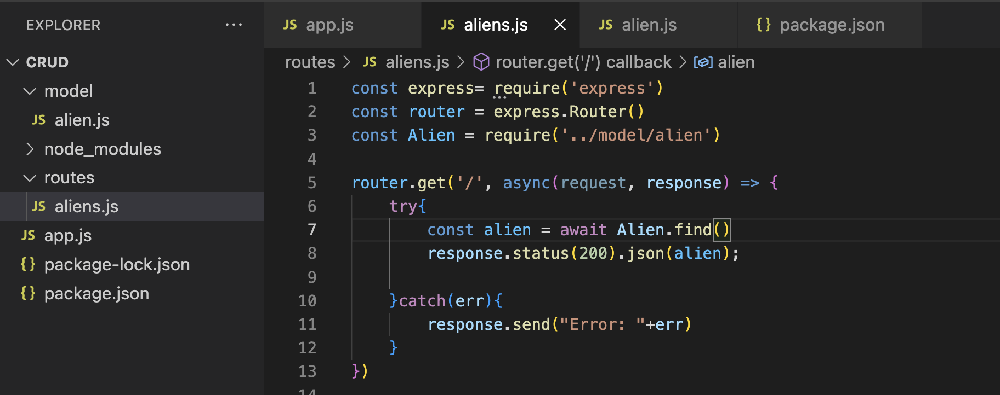 EXPLORER ...
CRUD
model
JS alien.js
node_modules
routes
JS aliens.js
JS app.js
{} package-lock.json
{} package.json
JS app.js JS aliens.js JS alien.js {} package.json
routes > JS aliens.js > router.get('/') callback > alien
1 const express= require('express')
2 const router = express.Router()
3 const Alien = require('../model/alien')
4
5 router.get('/', async(request, response) => {
6 try{
7 const alien = await Alien.find()
8 response.status(200).json(alien);
9
10 }catch(err){
11 response.send("Error: "+err)
12 }
13 })
14